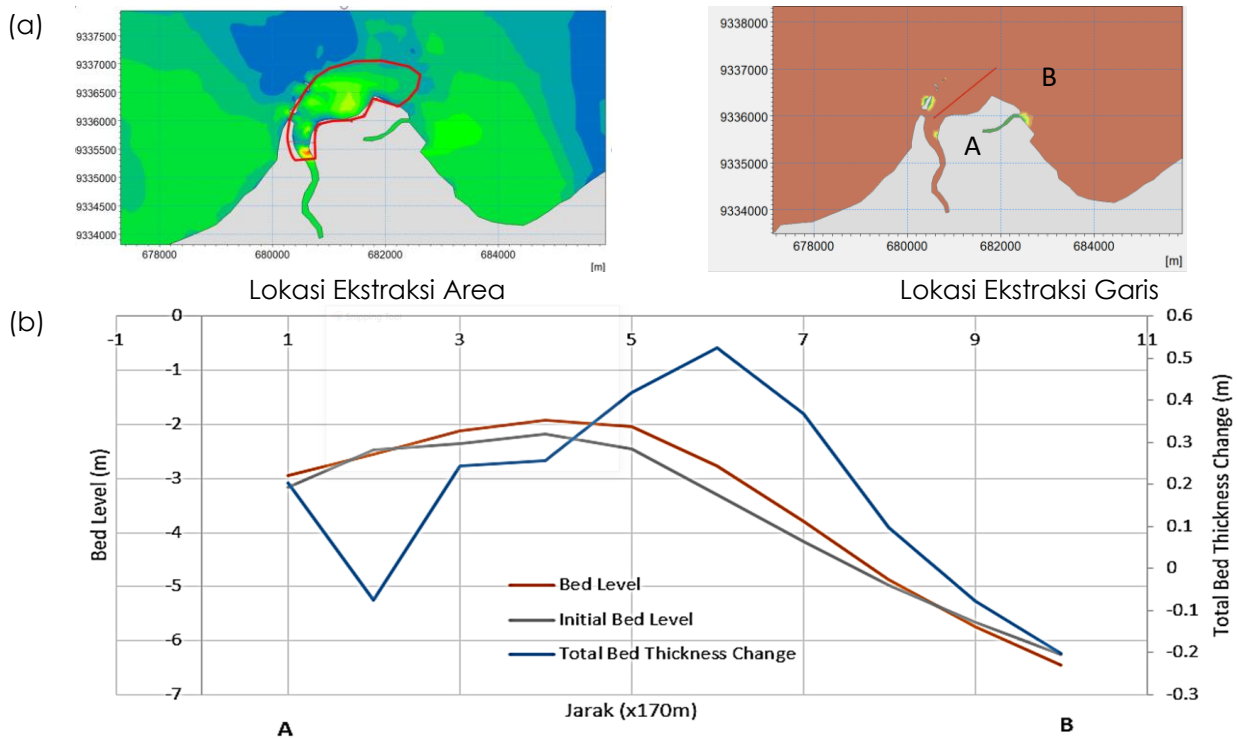 (a)
9337500
9337000
9336500
9336000
9335500
9335000
9334500
9334000
678000 680000 682000 684000
[m]
Lokasi Ekstraksi Area
9338000
9337000
9336000
9335000
9334000
B
A
678000 680000 682000 684000
[m]
Lokasi Ekstraksi Garis
(b)
Bed Level (m)
0
-1
-2
-3
-4
-5
-6
-7
-1 1 3 5 7 9 11
0.6
0.5
0.4
0.3
0.2
0.1
0
-0.1
-0.2
-0.3
Total Bed Thickness Change (m)
Bed Level
Initial Bed Level
Total Bed Thickness Change
Jarak (x170m)
A B